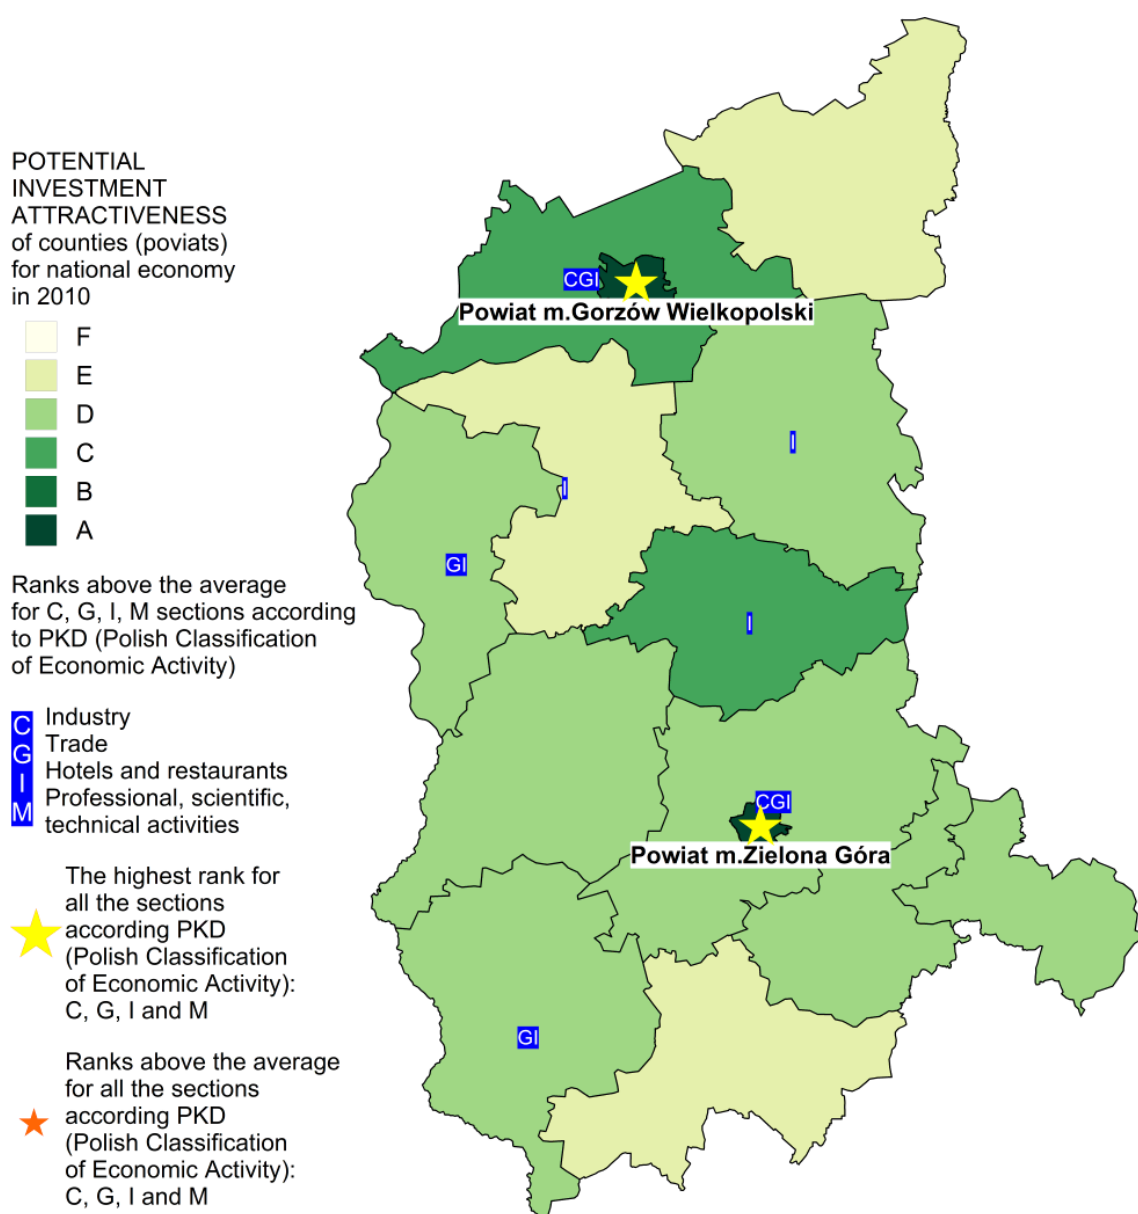 POTENTIAL
INVESTMENT
ATTRACTIVENESS
of counties (poviats)
for national economy
in 2010
F
E
D
C
B
A
Ranks above the average
for C, G, I, M sections according
to PKD (Polish Classification
of Economic Activity)
C Industry
G Trade
I Hotels and restaurants
M Professional, scientific,
technical activities
The highest rank for
all the sections
according PKD
(Polish Classification
of Economic Activity):
C, G, I and M
Ranks above the average
for all the sections
according PKD
(Polish Classification
of Economic Activity):
C, G, I and M
CGI
Powiat m.Gorzów Wielkopolski
I
I
GI
I
CGI
Powiat m.Zielona Góra
GI